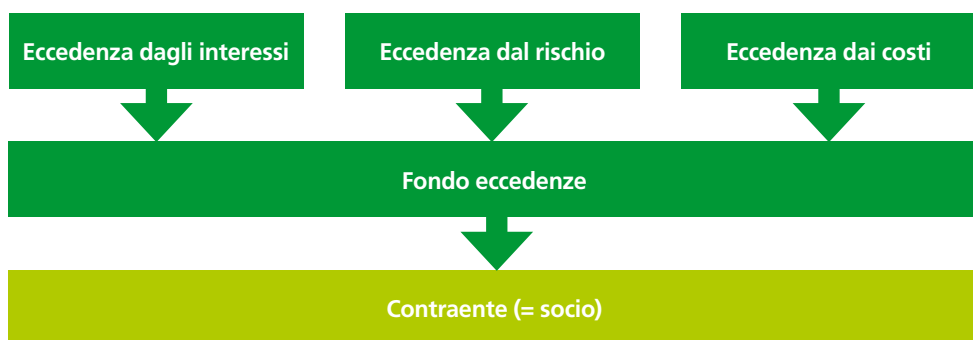 Eccedenza dagli interessi
Eccedenza dal rischio
Eccedenza dai costi
Fondo eccedenze
Contraente (= socio)